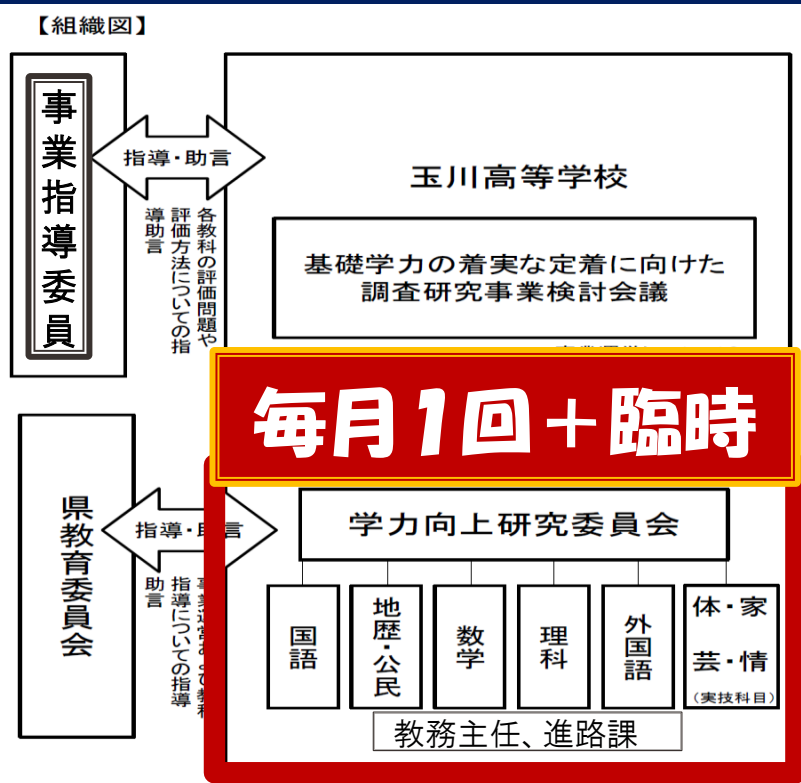 【組織図】
事業指導委員
指導・助言
各教科の評価問題や
評価方法についての指
導助言
玉川高等学校
基礎学力の着実な定着に向けた
調査研究事業検討会議
毎月1回＋臨時
県教育委員会
指導・助言
指導についての指導
助言
学力向上研究委員会
国語
地歴・公民
数学
理科
外国語
体・家
芸・情
(実技科目)
教務主任、進路課